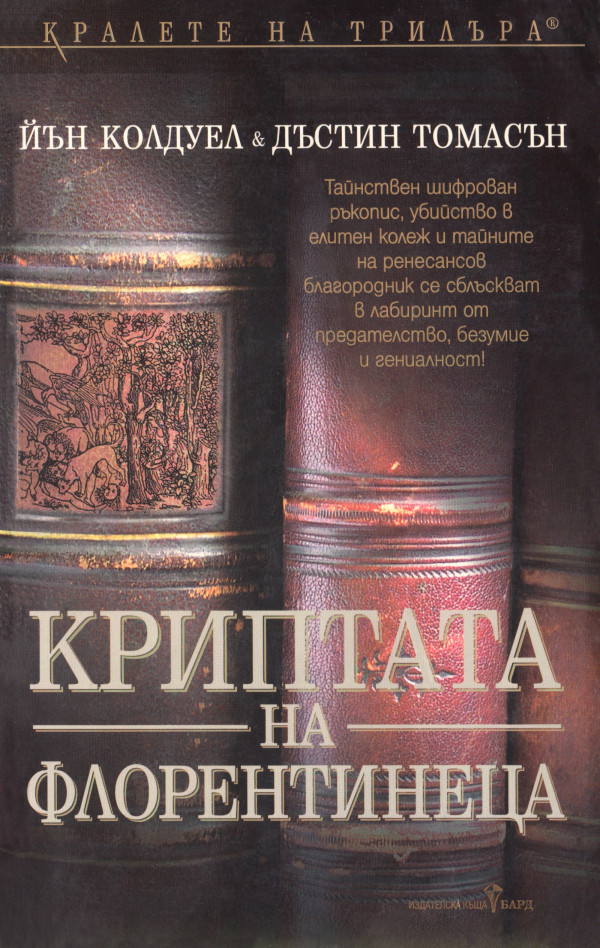 КРАЛЕТЕ НА ТРИЛЪРА®
ЙЪН КОЛДУЕЛ & ДЪСТИН ТОМАСЪН
Тайнствен шифрован
ръкопис, убийство в
елитен колеж и тайните
на ренесансов
благородник се сблъскват
в лабиринт от
предателство, безумие
и гениалност!
КРИПТАТА
НА
ФЛОРЕНТИНЕЦА
ИЗДАТЕЛСКА КЪЩА БАРД